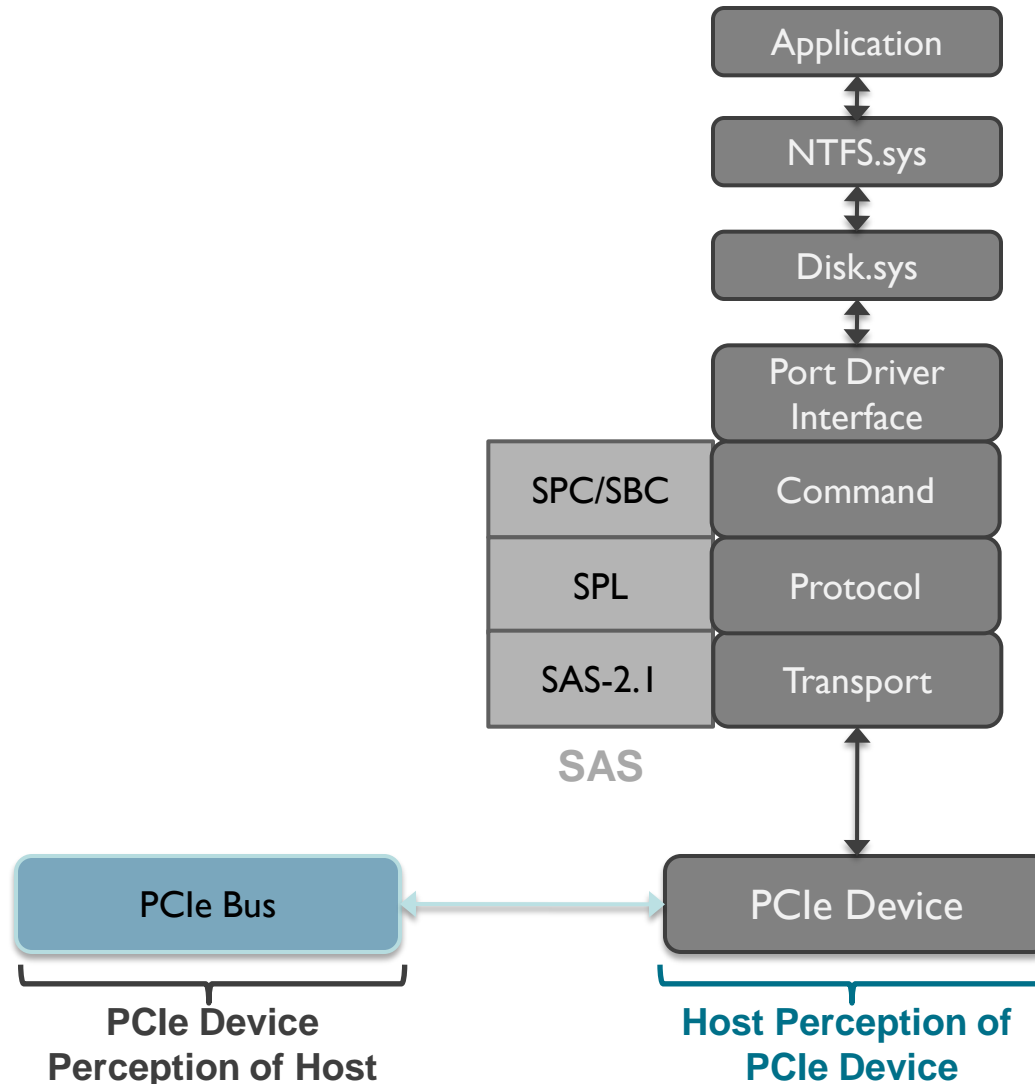 Application
NTFS.sys
Disk.sys
Port Driver
Interface
SPC/SBC
Command
SPL
Protocol
SAS-2.1
Transport
SAS
PCIe Bus
PCIe Device
PCIe Device
Perception of Host
Host Perception of
PCIe Device